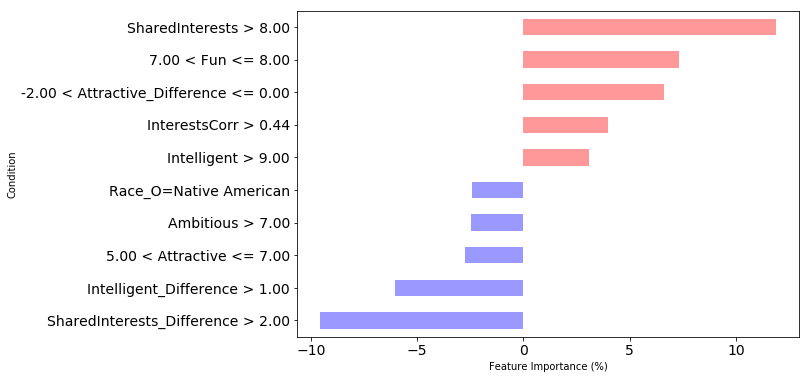 SharedInterests > 8.00
7.00 < Fun <= 8.00
-2.00 < Attractive_Difference <= 0.00
InterestsCorr > 0.44
Intelligent > 9.00
Race_O=Native American
Ambitious > 7.00
5.00 < Attractive <= 7.00
Intelligent_Difference > 1.00
SharedInterests_Difference > 2.00
Condition
−10 −5 0 5 10
Feature Importance (%)